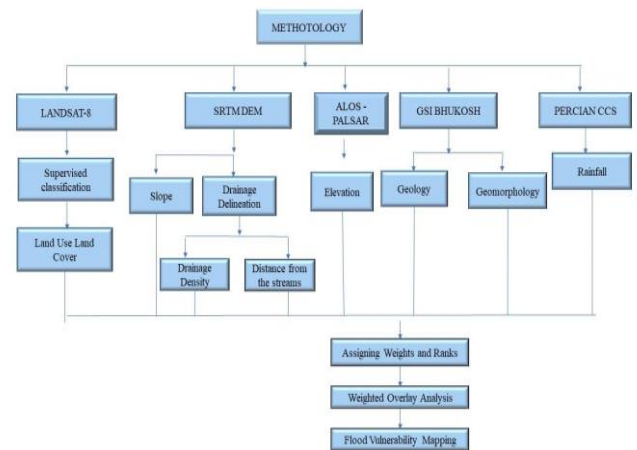 METHOTOLOGY
LANDSAT-8
SRTM DEM
ALOS -
PALSAR
GSI BHUKOSH
PERCIAN CCS
Supervised
classification
Slope
Drainage
Delineation
Elevation
Geology
Geomorphology
Rainfall
Land Use Land
Cover
Drainage
Density
Distance from
the streams
Assigning Weights and Ranks
Weighted Overlay Analysis
Flood Vulnerability Mapping